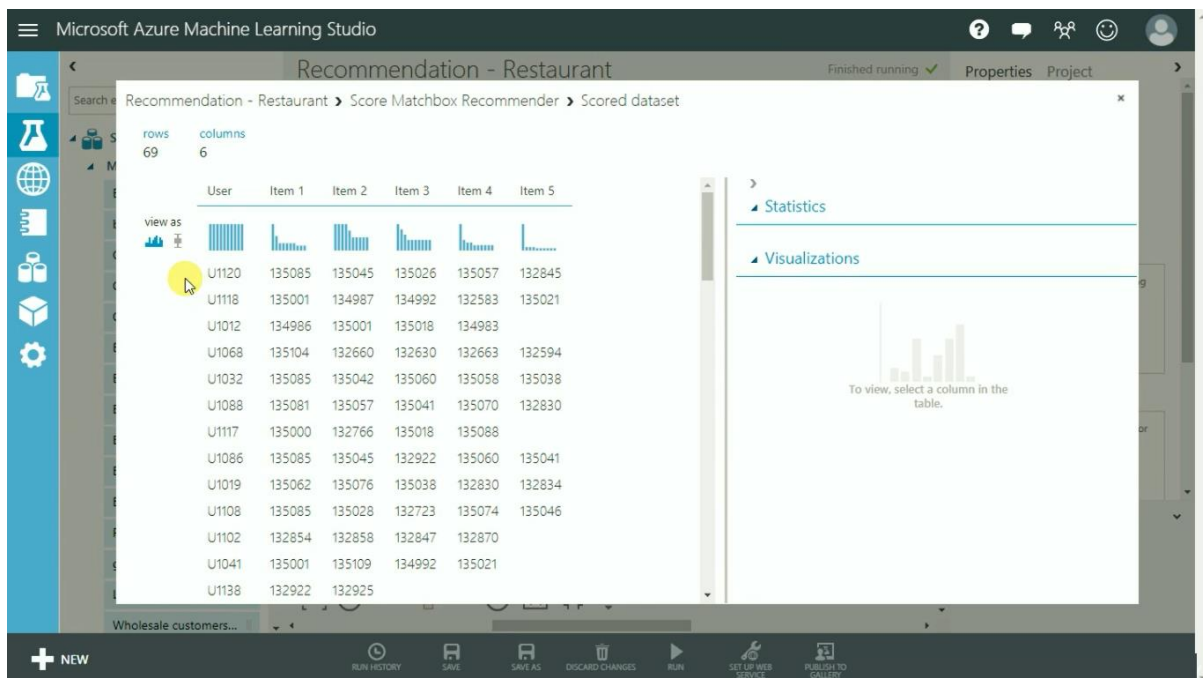 Microsoft Azure Machine Learning Studio
Recommendation - Restaurant
Finished running
Properties Project
Search e
Recommendation - Restaurant > Score Matchbox Recommender > Scored dataset
rows columns
69 6
User Item 1 Item 2 Item 3 Item 4 Item 5
view as
U1120 135085 135045 135026 135057 132845
U1118 135001 134987 134992 132583 135021
U1012 134986 135001 135018 134983
U1068 135104 132660 132630 132663 132594
U1032 135085 135042 135060 135058 135038
U1088 135081 135057 135041 135070 132830
U1117 135000 132766 135018 135088
U1086 135085 135045 132922 135060 135041
U1019 135062 135076 135038 132830 132834
U1108 135085 135028 132723 135074 135046
U1102 132854 132858 132847 132870
U1041 135001 135109 134992 135021
U1138 132922 132925
Statistics
Visualizations
To view, select a column in the
table.
Wholesale customers...
NEW
RUN HISTORY
SAVE
SAVE AS
DISCARD CHANGES
RUN
SET UP WEB
SERVICE
PUBLISH TO
GALLERY